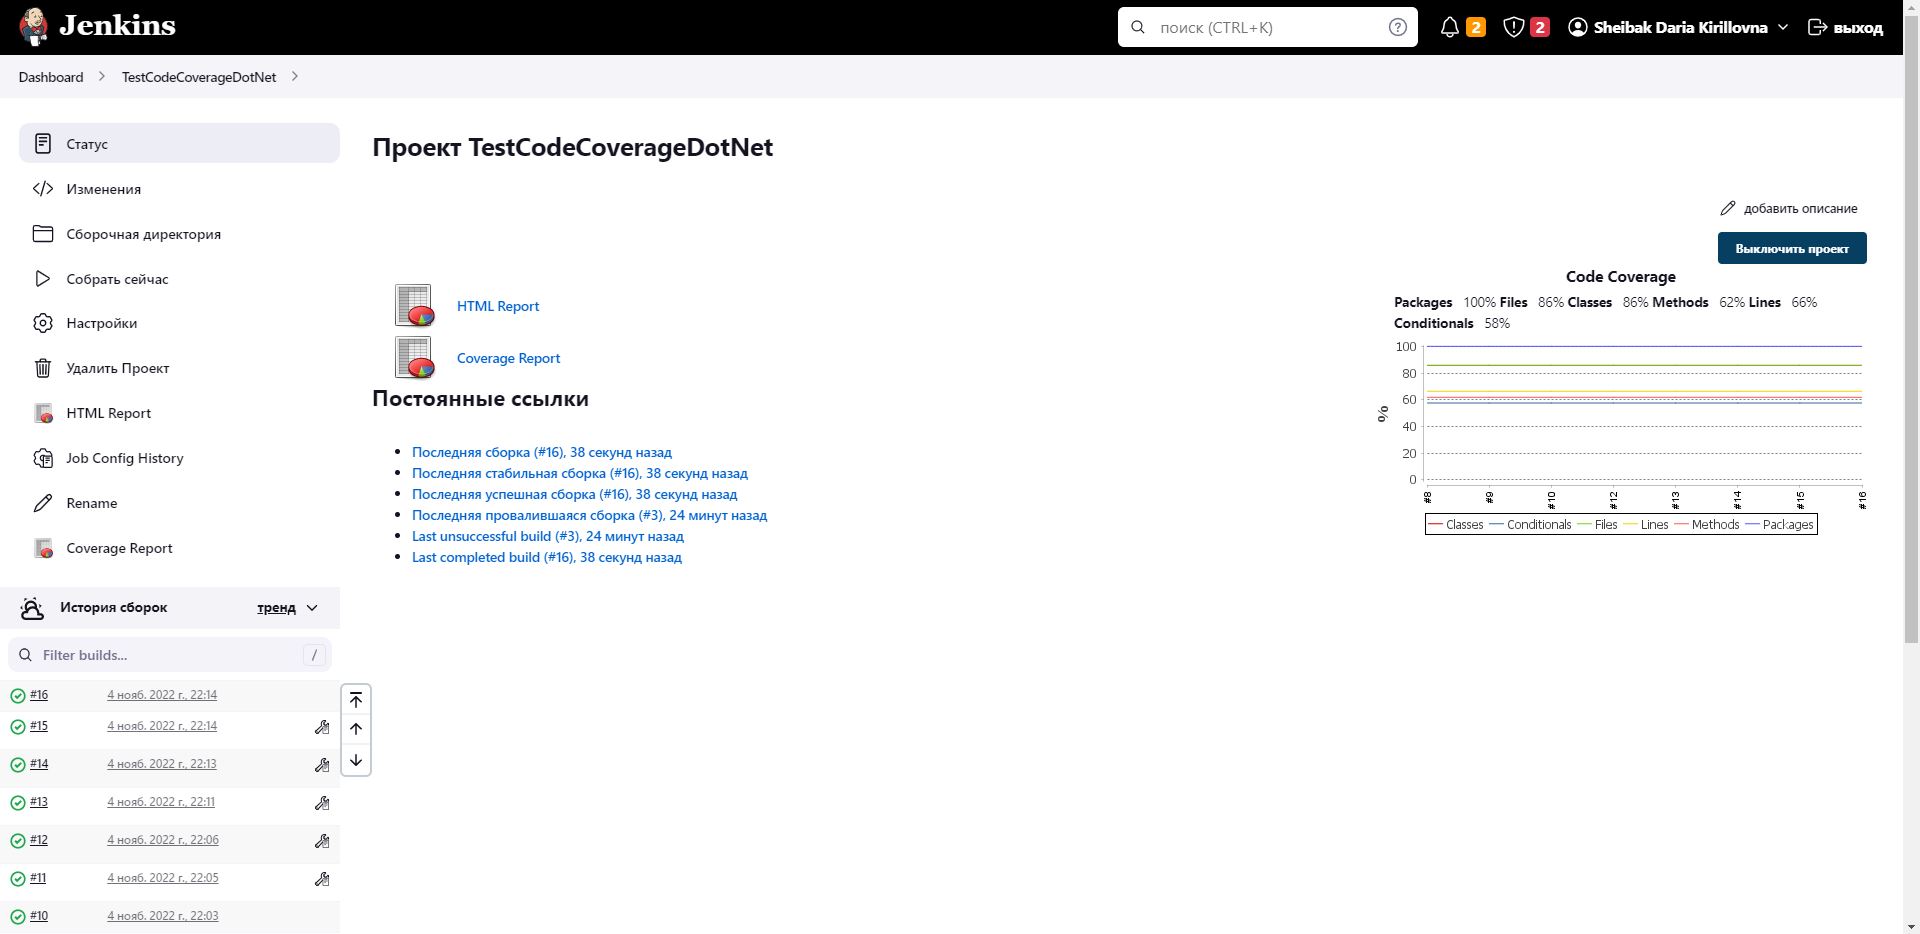 Jenkins
поиск (CTRL+K)
?
2
2
Sheibak Daria Kirillovna
выход
Dashboard
TestCodeCoverageDotNet
Статус
Изменения
Сборочная директория
Собрать сейчас
Настройки
Удалить Проект
HTML Report
Job Config History
Rename
Coverage Report
История сборок
тренд
Filter builds...
/
#16 4 нояб. 2022 г., 22:14
#15 4 нояб. 2022 г., 22:14
#14 4 нояб. 2022 г., 22:13
#13 4 нояб. 2022 г., 22:11
#12 4 нояб. 2022 г., 22:06
#11 4 нояб. 2022 г., 22:05
#10 4 нояб. 2022 г., 22:03
Проект TestCodeCoverageDotNet
добавить описание
Выключить проект
HTML Report
Coverage Report
Постоянные ссылки
Последняя сборка (#16), 38 секунд назад
Последняя стабильная сборка (#16), 38 секунд назад
Последняя успешная сборка (#16), 38 секунд назад
Последняя провалившаяся сборка (#3), 24 минут назад
Last unsuccessful build (#3), 24 минут назад
Last completed build (#16), 38 секунд назад
Code Coverage
Packages 100% Files 86% Classes 86% Methods 62% Lines 66%
Conditionals 58%
100
80
60
40
20
0
%
#8 #9 #10 #12 #13 #14 #15 #16
Classes Conditionals Files Lines Methods Packages